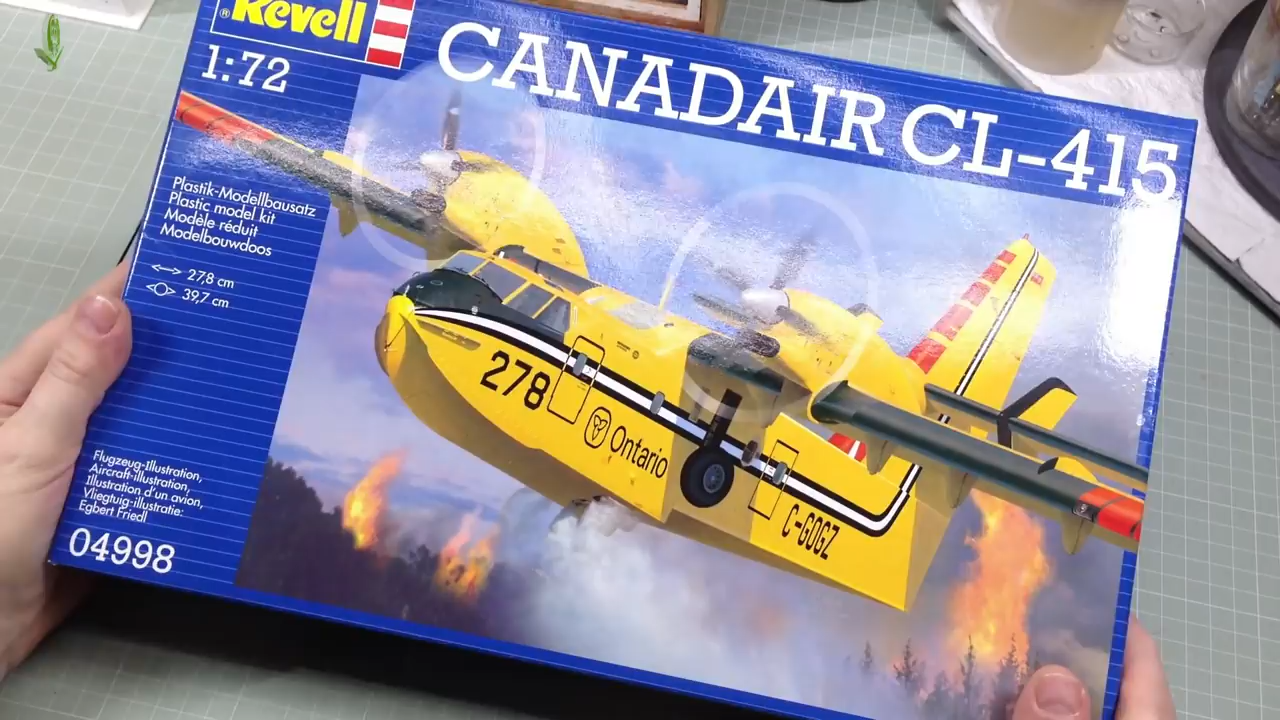 Revell
®
1:72
CANADAIR CL-415
Plastik-Modellbausatz
Plastic model kit
Modèle réduit
Modelbouwdoos
27,8 cm
39,7 cm
278
Ontario
C-GOGZ
Flugzeug-Illustration,
Aircraft-illustration,
Illustration d'un avion,
Vliegtuig-illustratie:
Egbert Friedl
04998